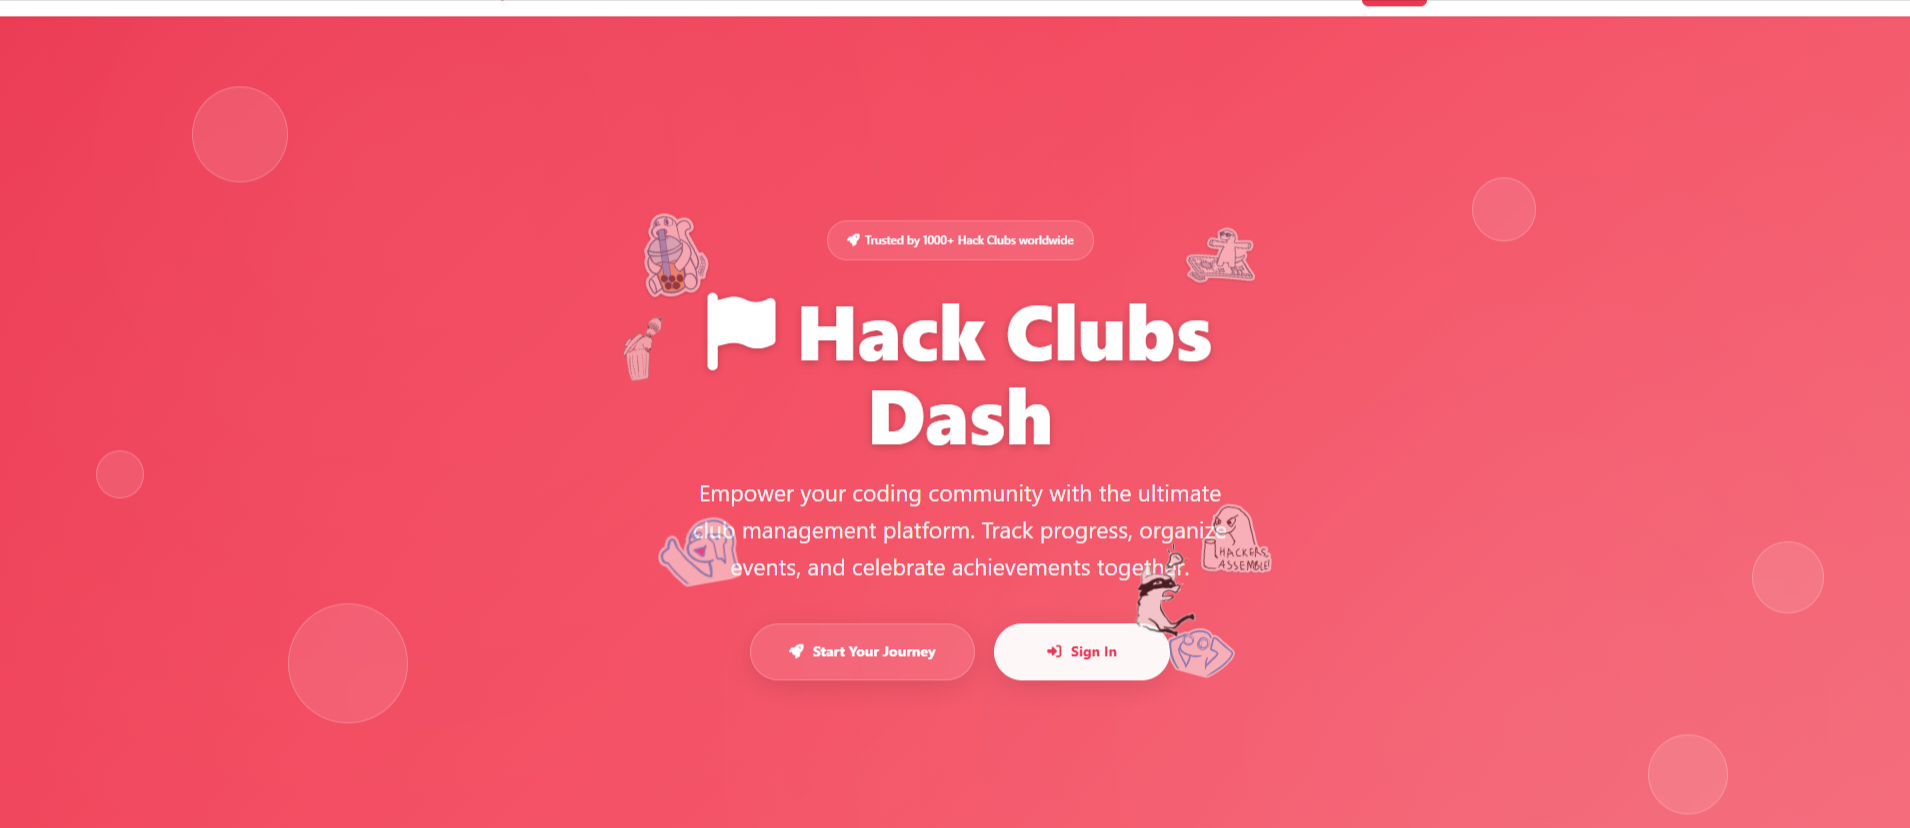 Trusted by 1000+ Hack Clubs worldwide
Hack Clubs
Dash
Empower your coding community with the ultimate
club management platform. Track progress, organize
events, and celebrate achievements together.
HACKERS
ASSEMBLE!
Start Your Journey
Sign In